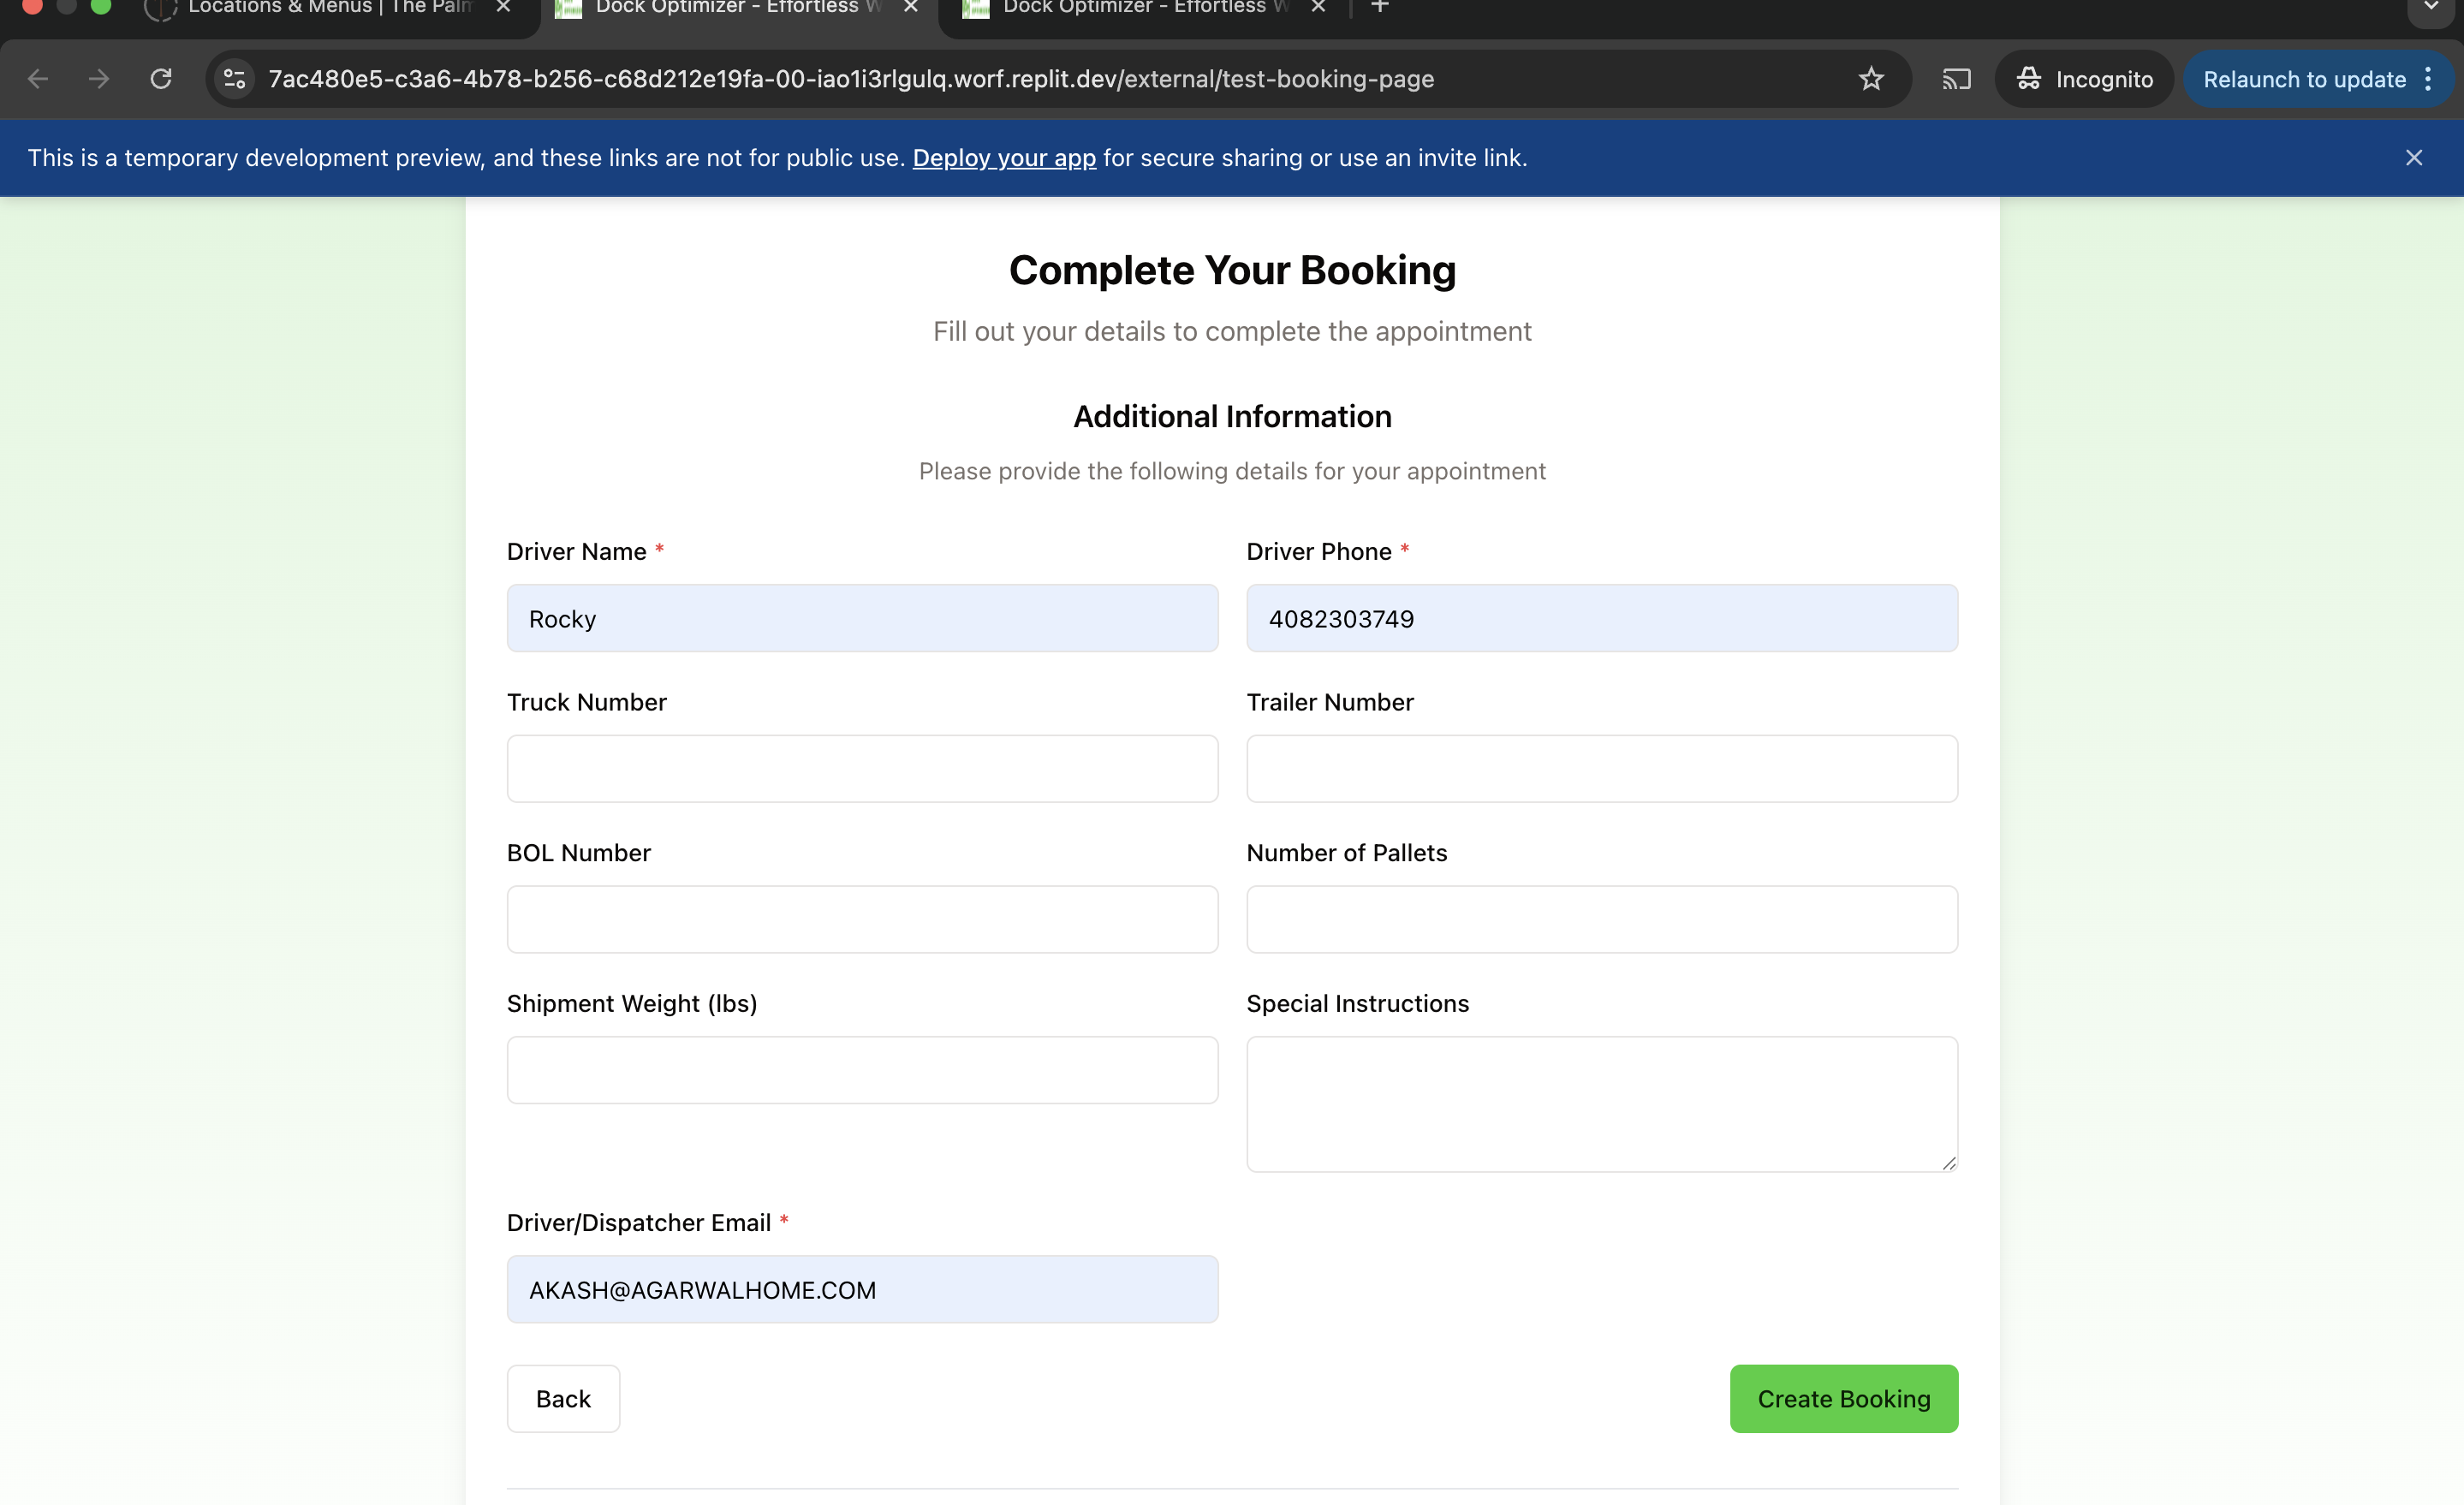 Locations & Menus | The Palm
Dock Optimizer - Effortless W
Dock Optimizer - Effortless W
7ac480e5-c3a6-4b78-b256-c68d212e19fa-00-iao1i3rlgulq.worf.replit.dev/external/test-booking-page
Incognito
Relaunch to update
This is a temporary development preview, and these links are not for public use. Deploy your app for secure sharing or use an invite link.
Complete Your Booking
Fill out your details to complete the appointment
Additional Information
Please provide the following details for your appointment
Driver Name *
Driver Phone *
Rocky
4082303749
Truck Number
Trailer Number
BOL Number
Number of Pallets
Shipment Weight (lbs)
Special Instructions
Driver/Dispatcher Email *
AKASH@AGARWALHOME.COM
Back
Create Booking